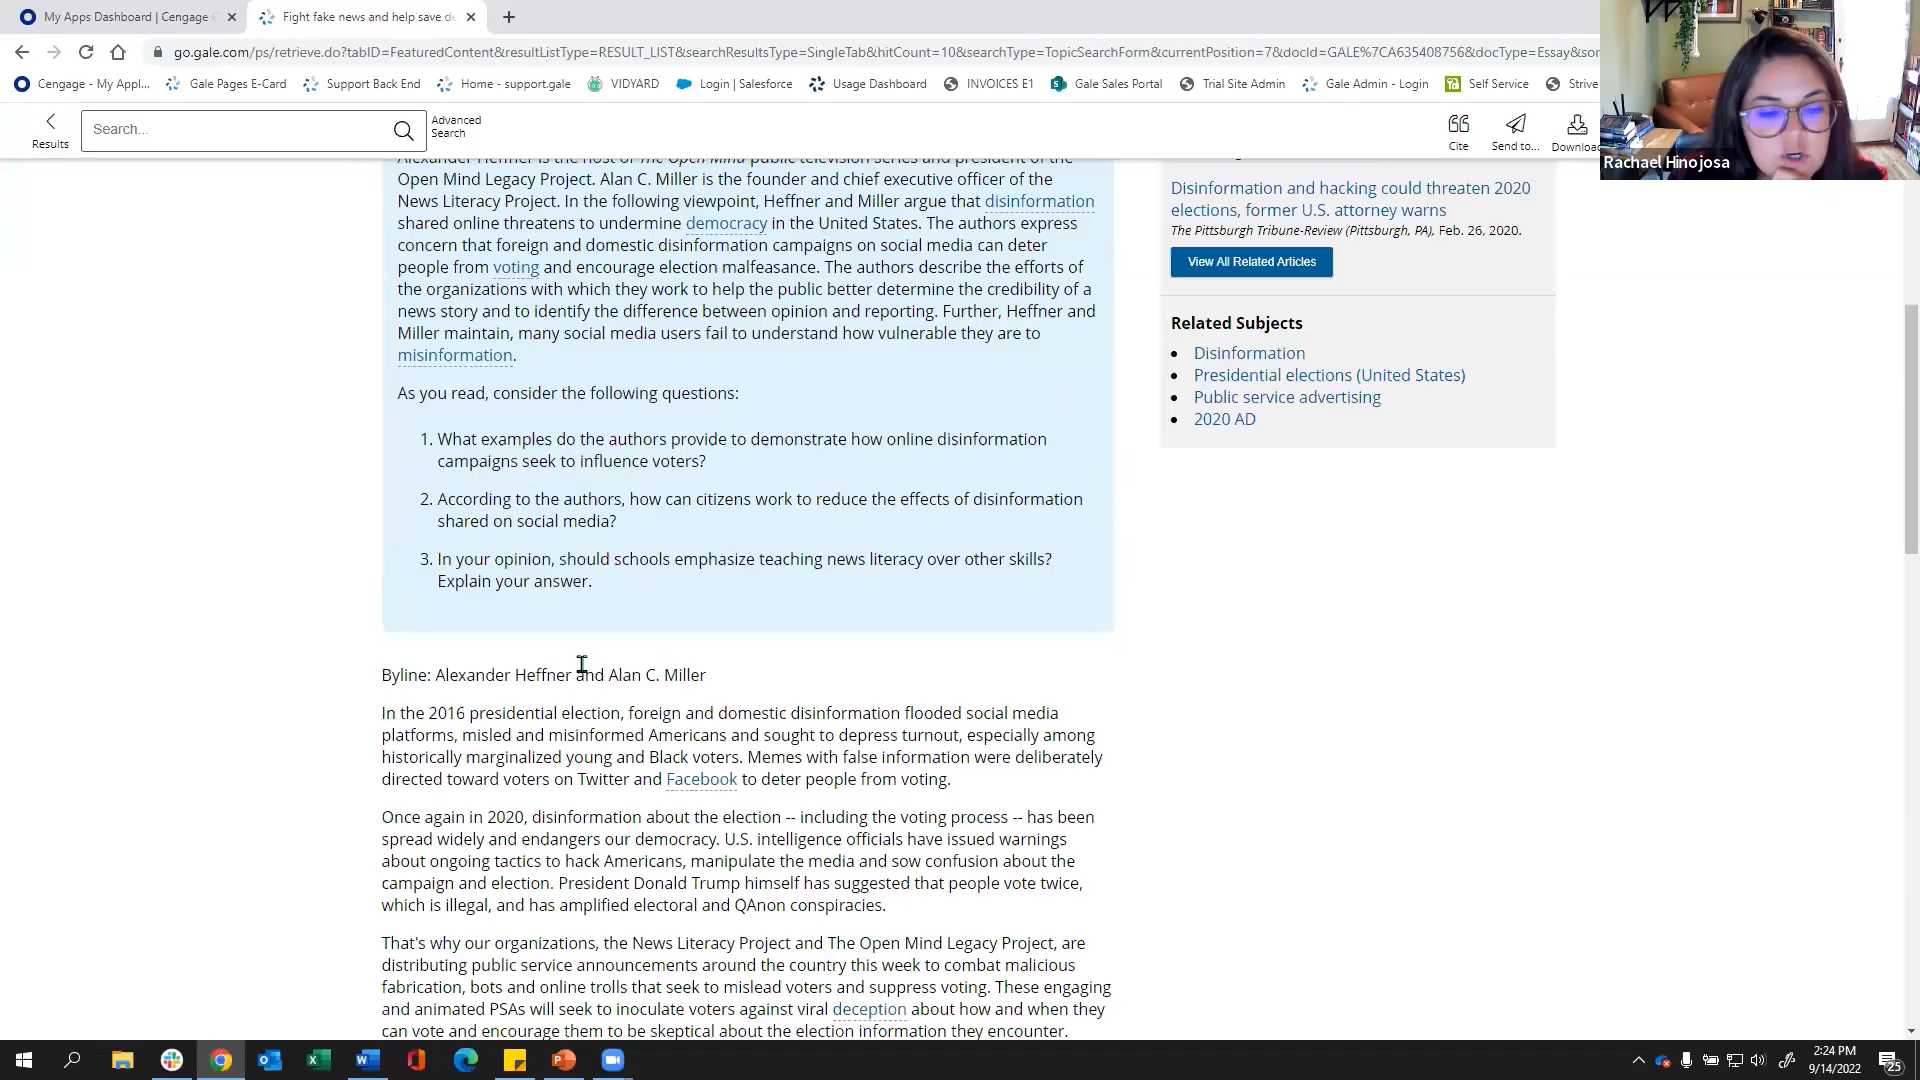 My Apps Dashboard | Cengage
Fight fake news and help save de
go.gale.com/ps/retrieve.do?tabID=FeaturedContent&resultListType=RESULT_LIST&searchResultsType=SingleTab&hitCount=10&searchType=TopicSearchForm&currentPosition=7&docId=GALE%7CA635408756&docType=Essay&sor
Cengage - My Appl...
Gale Pages E-Card
Support Back End
Home - support.gale
VIDYARD
Login | Salesforce
Usage Dashboard
INVOICES E1
Gale Sales Portal
Trial Site Admin
Gale Admin - Login
Self Service
Strive
Results
Search...
Advanced
Search
Cite
Send to...
Download
Rachael Hinojosa
Alexander Heffner is the host of The Open Mind public television series and president of the
Open Mind Legacy Project. Alan C. Miller is the founder and chief executive officer of the
News Literacy Project. In the following viewpoint, Heffner and Miller argue that disinformation
shared online threatens to undermine democracy in the United States. The authors express
concern that foreign and domestic disinformation campaigns on social media can deter
people from voting and encourage election malfeasance. The authors describe the efforts of
the organizations with which they work to help the public better determine the credibility of a
news story and to identify the difference between opinion and reporting. Further, Heffner and
Miller maintain, many social media users fail to understand how vulnerable they are to
misinformation.
As you read, consider the following questions:
1. What examples do the authors provide to demonstrate how online disinformation
campaigns seek to influence voters?
2. According to the authors, how can citizens work to reduce the effects of disinformation
shared on social media?
3. In your opinion, should schools emphasize teaching news literacy over other skills?
Explain your answer.
Byline: Alexander Heffner and Alan C. Miller
In the 2016 presidential election, foreign and domestic disinformation flooded social media
platforms, misled and misinformed Americans and sought to depress turnout, especially among
historically marginalized young and Black voters. Memes with false information were deliberately
directed toward voters on Twitter and Facebook to deter people from voting.
Once again in 2020, disinformation about the election -- including the voting process -- has been
spread widely and endangers our democracy. U.S. intelligence officials have issued warnings
about ongoing tactics to hack Americans, manipulate the media and sow confusion about the
campaign and election. President Donald Trump himself has suggested that people vote twice,
which is illegal, and has amplified electoral and QAnon conspiracies.
That's why our organizations, the News Literacy Project and The Open Mind Legacy Project, are
distributing public service announcements around the country this week to combat malicious
fabrication, bots and online trolls that seek to mislead voters and suppress voting. These engaging
and animated PSAs will seek to inoculate voters against viral deception about how and when they
can vote and encourage them to be skeptical about the election information they encounter.
Disinformation and hacking could threaten 2020
elections, former U.S. attorney warns
The Pittsburgh Tribune-Review (Pittsburgh, PA), Feb. 26, 2020.
View All Related Articles
Related Subjects
Disinformation
Presidential elections (United States)
Public service advertising
2020 AD
2:24 PM
9/14/2022
25